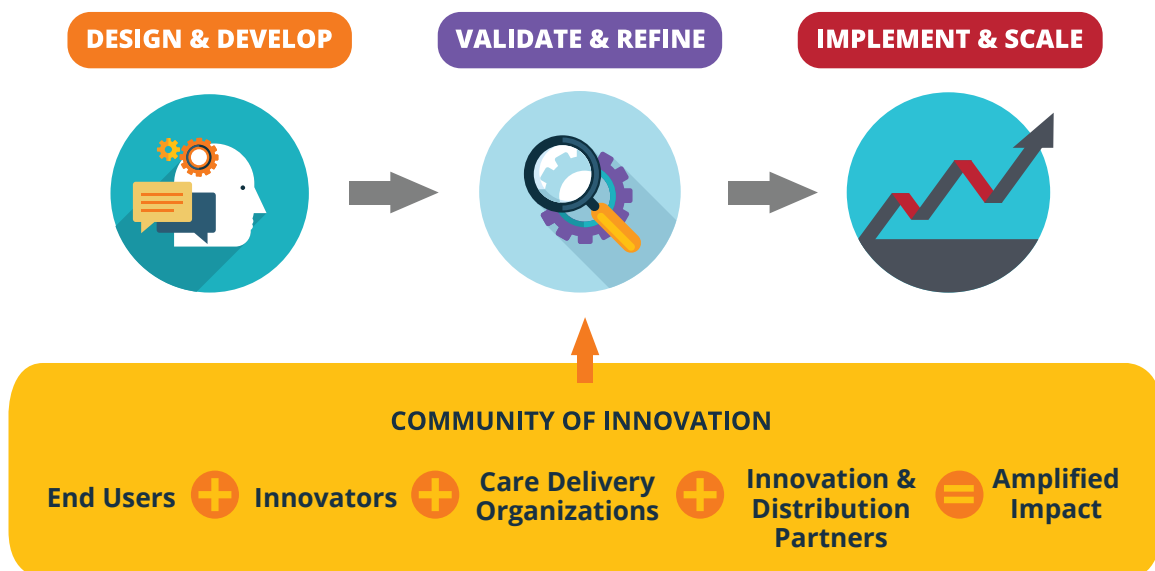 DESIGN & DEVELOP
VALIDATE & REFINE
IMPLEMENT & SCALE
COMMUNITY OF INNOVATION
End Users
Innovators
Care Delivery
Organizations
Innovation &
Distribution
Partners
Amplified
Impact